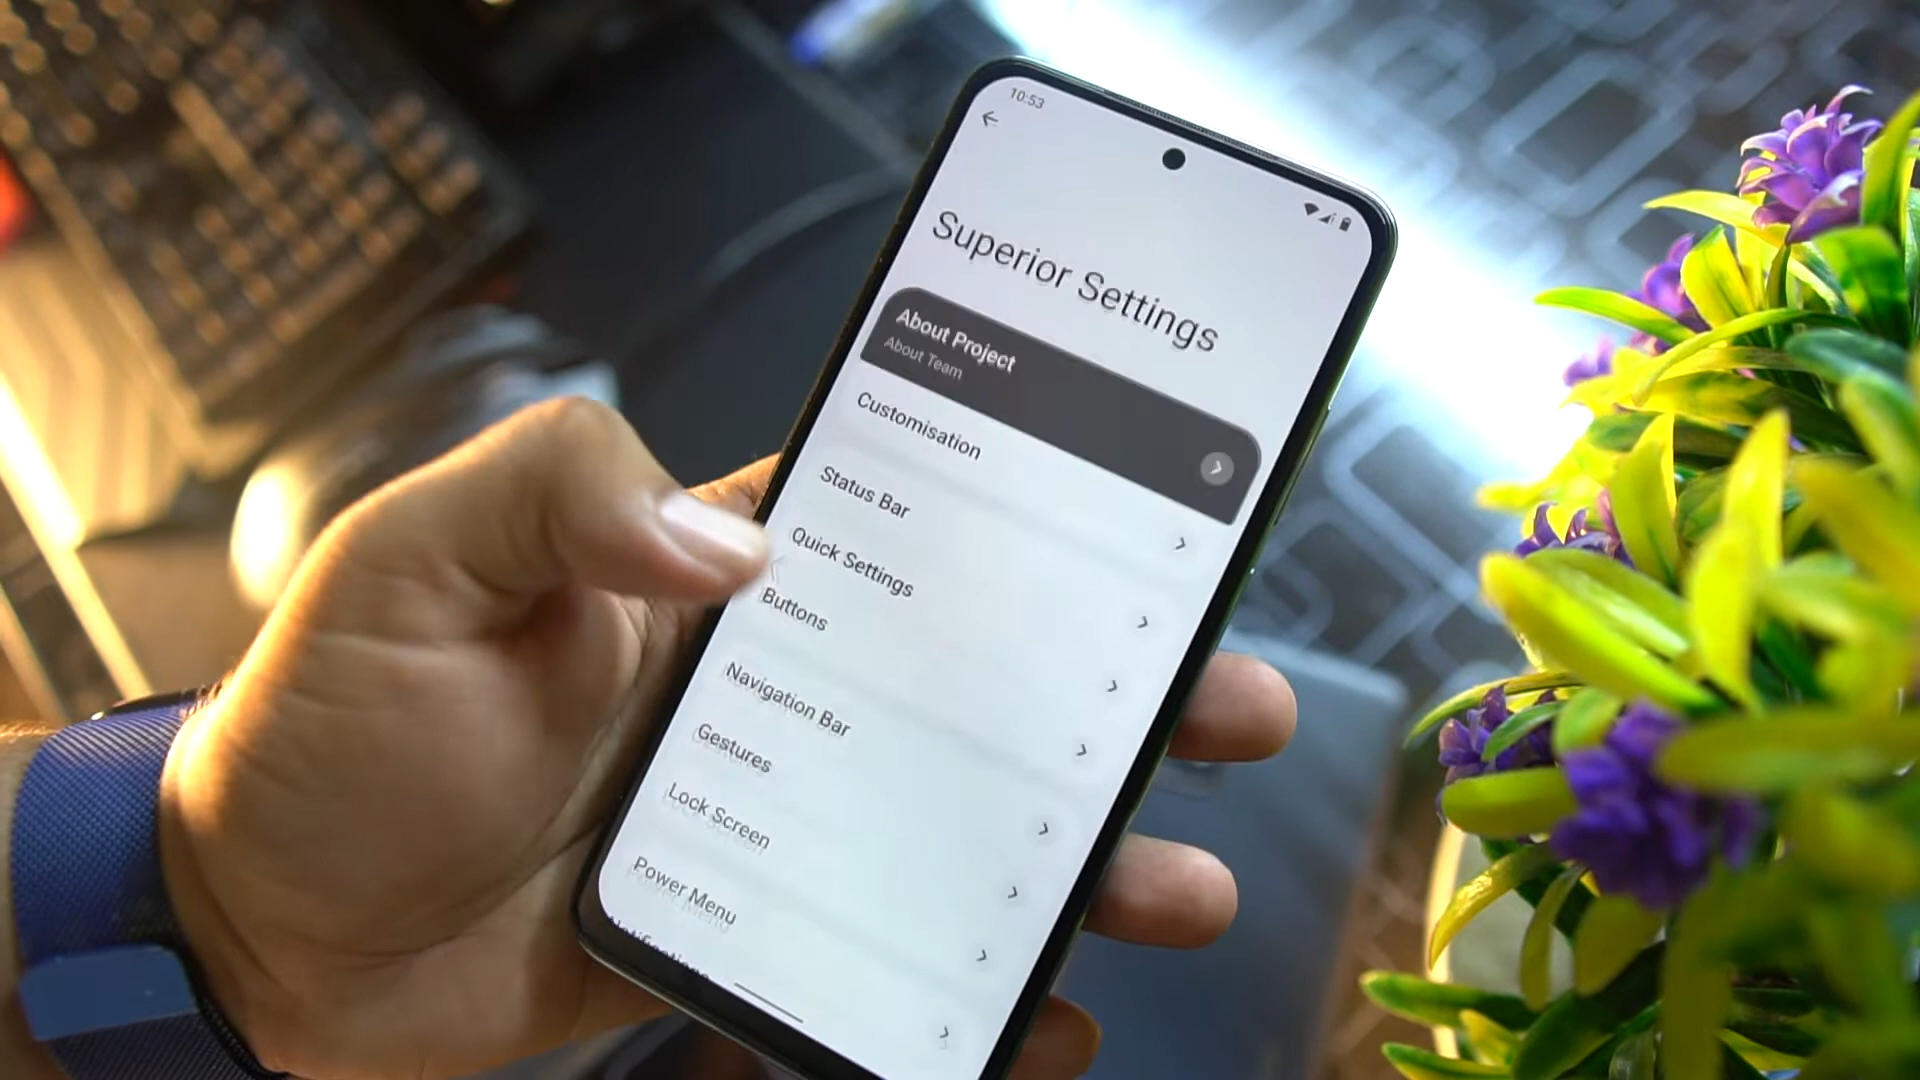 10:53
Superior Settings
About Project
About Team
Customisation
Status Bar
Quick Settings
Buttons
Navigation Bar
Gestures
Lock Screen
Power Menu
Notifications